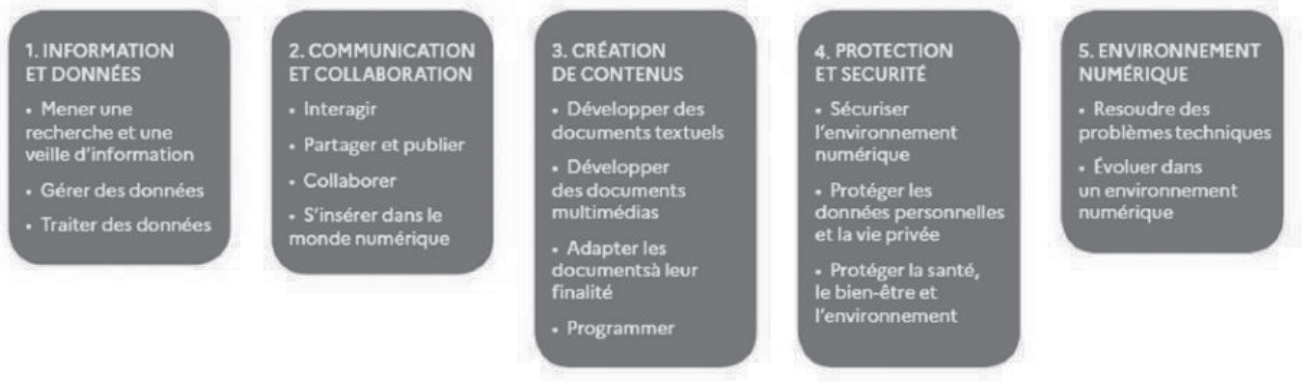 1. INFORMATION
ET DONNÉES
• Mener une
recherche et une
veille d'information
• Gérer des données
• Traiter des données
2. COMMUNICATION
ET COLLABORATION
• Interagir
• Partager et publier
• Collaborer
• S'insérer dans le
monde numérique
3. CRÉATION
DE CONTENUS
• Développer des
documents textuels
• Développer
des documents
multimédias
• Adapter les
documentsà leur
finalité
• Programmer
4. PROTECTION
ET SECURITÉ
• Sécuriser
l'environnement
numérique
• Protéger les
données personnelles
et la vie privée
• Protéger la santé,
le bien-être et
l'environnement
5. ENVIRONNEMENT
NUMÉRIQUE
• Resoudre des
problèmes techniques
• Évoluer dans
un environnement
numérique